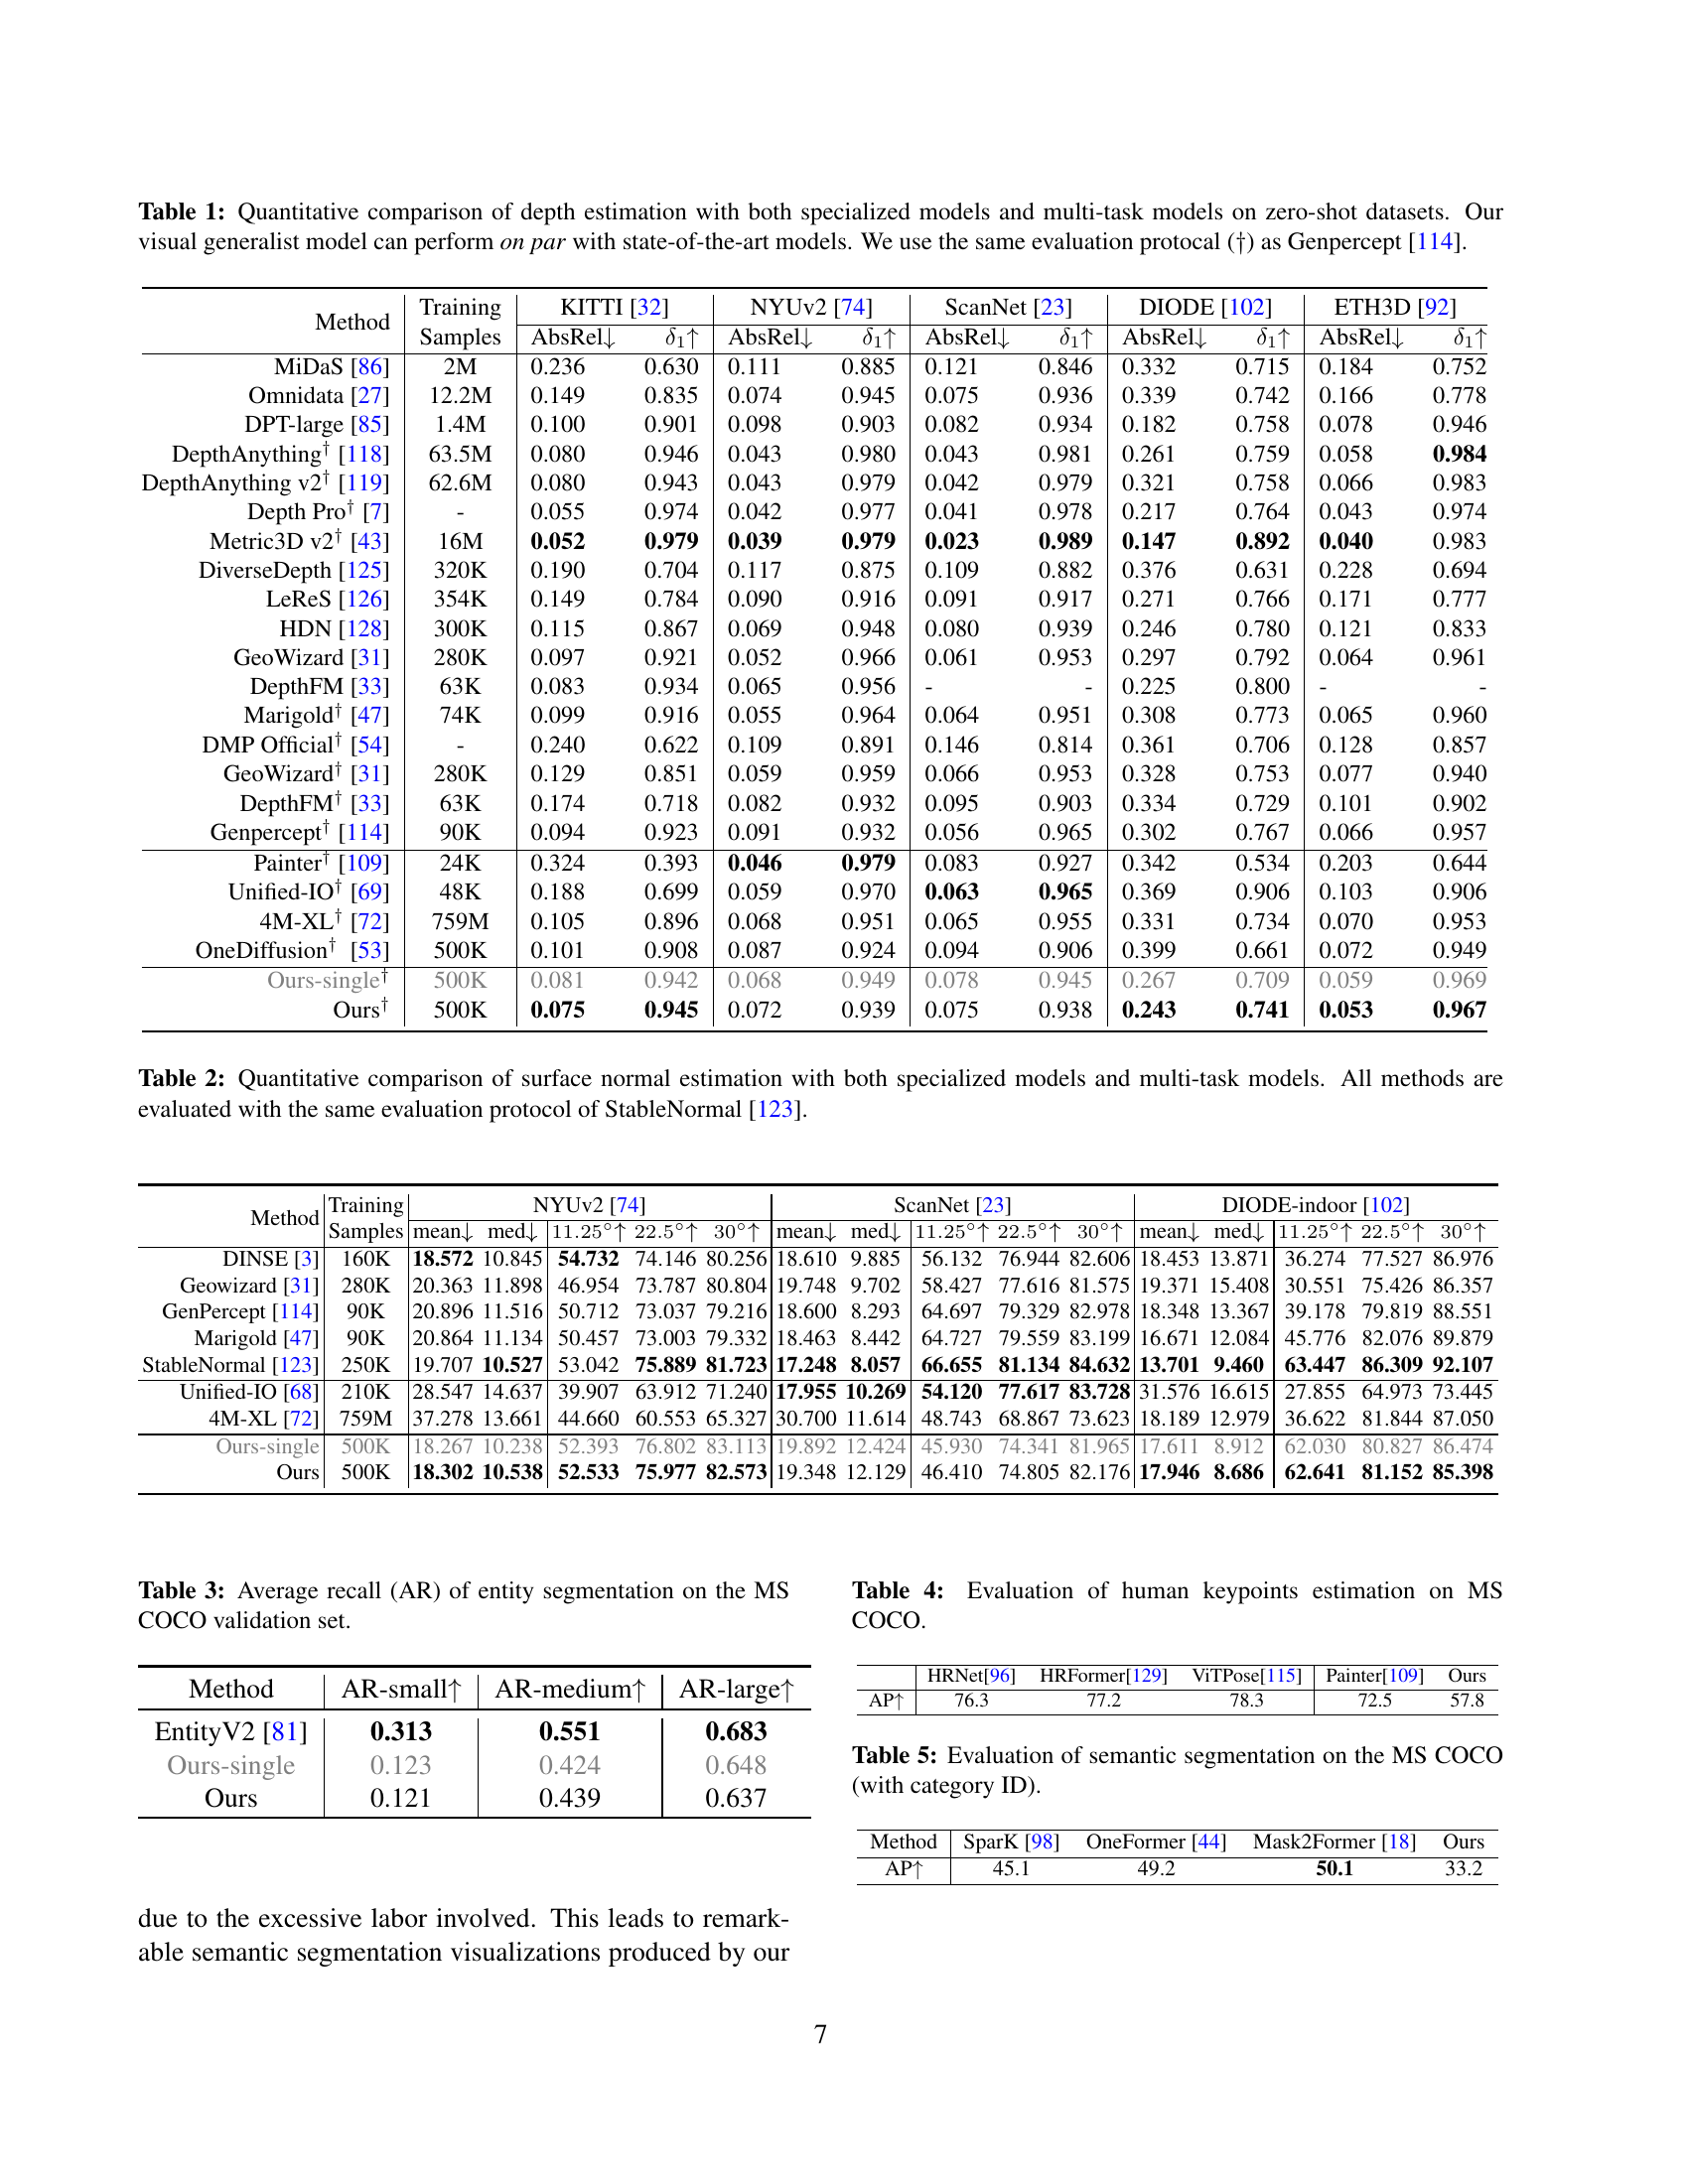 Table 1: Quantitative comparison of depth estimation with both specialized models and multi-task models on zero-shot datasets. Our
visual generalist model can perform on par with state-of-the-art models. We use the same evaluation protocal (†) as Genpercept [114].
Method Training Samples KITTI [32] NYUv2 [74] ScanNet [23] DIODE [102] ETH3D [92]
AbsRel↓ δ1↑ AbsRel↓ δ1↑ AbsRel↓ δ1↑ AbsRel↓ δ1↑ AbsRel↓ δ1↑
MiDaS [86] 2M 0.236 0.630 0.111 0.885 0.121 0.846 0.332 0.715 0.184 0.752
Omnidata [27] 12.2M 0.149 0.835 0.074 0.945 0.075 0.936 0.339 0.742 0.166 0.778
DPT-large [85] 1.4M 0.100 0.901 0.098 0.903 0.082 0.934 0.182 0.758 0.078 0.946
DepthAnything† [118] 63.5M 0.080 0.946 0.043 0.980 0.043 0.981 0.261 0.759 0.058 0.984
DepthAnything v2† [119] 62.6M 0.080 0.943 0.043 0.979 0.042 0.979 0.321 0.758 0.066 0.983
Depth Pro† [7] - 0.055 0.974 0.042 0.977 0.041 0.978 0.217 0.764 0.043 0.974
Metric3D v2† [43] 16M 0.052 0.979 0.039 0.979 0.023 0.989 0.147 0.892 0.040 0.983
DiverseDepth [125] 320K 0.190 0.704 0.117 0.875 0.109 0.882 0.376 0.631 0.228 0.694
LeReS [126] 354K 0.149 0.784 0.090 0.916 0.091 0.917 0.271 0.766 0.171 0.777
HDN [128] 300K 0.115 0.867 0.069 0.948 0.080 0.939 0.246 0.780 0.121 0.833
GeoWizard [31] 280K 0.097 0.921 0.052 0.966 0.061 0.953 0.297 0.792 0.064 0.961
DepthFM [33] 63K 0.083 0.934 0.065 0.956 - - 0.225 0.800 - -
Marigold† [47] 74K 0.099 0.916 0.055 0.964 0.064 0.951 0.308 0.773 0.065 0.960
DMP Official† [54] - 0.240 0.622 0.109 0.891 0.146 0.814 0.361 0.706 0.128 0.857
GeoWizard† [31] 280K 0.129 0.851 0.059 0.959 0.066 0.953 0.328 0.753 0.077 0.940
DepthFM† [33] 63K 0.174 0.718 0.082 0.932 0.095 0.903 0.334 0.729 0.101 0.902
Genpercept† [114] 90K 0.094 0.923 0.091 0.932 0.056 0.965 0.302 0.767 0.066 0.957
Painter† [109] 24K 0.324 0.393 0.046 0.979 0.083 0.927 0.342 0.534 0.203 0.644
Unified-IO† [69] 48K 0.188 0.699 0.059 0.970 0.063 0.965 0.369 0.906 0.103 0.906
4M-XL† [72] 759M 0.105 0.896 0.068 0.951 0.065 0.955 0.331 0.734 0.070 0.953
OneDiffusion† [53] 500K 0.101 0.908 0.087 0.924 0.094 0.906 0.399 0.661 0.072 0.949
Ours-single† 500K 0.081 0.942 0.068 0.949 0.078 0.945 0.267 0.709 0.059 0.969
Ours† 500K 0.075 0.945 0.072 0.939 0.075 0.938 0.243 0.741 0.053 0.967
Table 2: Quantitative comparison of surface normal estimation with both specialized models and multi-task models. All methods are
evaluated with the same evaluation protocol of StableNormal [123].
Method Training Samples NYUv2 [74] ScanNet [23] DIODE-indoor [102]
mean↓ med↓ 11.25°↑ 22.5°↑ 30°↑ mean↓ med↓ 11.25°↑ 22.5°↑ 30°↑ mean↓ med↓ 11.25°↑ 22.5°↑ 30°↑
DINSE [3] 160K 18.572 10.845 54.732 74.146 80.256 18.610 9.885 56.132 76.944 82.606 18.453 13.871 36.274 77.527 86.976
Geowizard [31] 280K 20.363 11.898 46.954 73.787 80.804 19.748 9.702 58.427 77.616 81.575 19.371 15.408 30.551 75.426 86.357
GenPercept [114] 90K 20.896 11.516 50.712 73.037 79.216 18.600 8.293 64.697 79.329 82.978 18.348 13.367 39.178 79.819 88.551
Marigold [47] 90K 20.864 11.134 50.457 73.003 79.332 18.463 8.442 64.727 79.559 83.199 16.671 12.084 45.776 82.076 89.879
StableNormal [123] 250K 19.707 10.527 53.042 75.889 81.723 17.248 8.057 66.655 81.134 84.632 13.701 9.460 63.447 86.309 92.107
Unified-IO [68] 210K 28.547 14.637 39.907 63.912 71.240 17.955 10.269 54.120 77.617 83.728 31.576 16.615 27.855 64.973 73.445
4M-XL [72] 759M 37.278 13.661 44.660 60.553 65.327 30.700 11.614 48.743 68.867 73.623 18.189 12.979 36.622 81.844 87.050
Ours-single 500K 18.267 10.238 52.393 76.802 83.113 19.892 12.424 45.930 74.341 81.965 17.611 8.912 62.030 80.827 86.474
Ours 500K 18.302 10.538 52.533 75.977 82.573 19.348 12.129 46.410 74.805 82.176 17.946 8.686 62.641 81.152 85.398
Table 3: Average recall (AR) of entity segmentation on the MS
COCO validation set.
Method AR-small↑ AR-medium↑ AR-large↑
EntityV2 [81] 0.313 0.551 0.683
Ours-single 0.123 0.424 0.648
Ours 0.121 0.439 0.637
due to the excessive labor involved. This leads to remark-
able semantic segmentation visualizations produced by our
Table 4: Evaluation of human keypoints estimation on MS
COCO.
HRNet[96] HRFormer[129] ViTPose[115] Painter[109] Ours
AP↑ 76.3 77.2 78.3 72.5 57.8
Table 5: Evaluation of semantic segmentation on the MS COCO
(with category ID).
Method SparK [98] OneFormer [44] Mask2Former [18] Ours
AP↑ 45.1 49.2 50.1 33.2
7